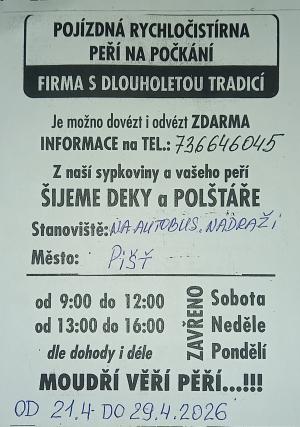 POJÍZDNÁ RYCHLOČISTÍRNA
PEŘÍ NA POČKÁNÍ
FIRMA S DLOUHOLETOU TRADICÍ
Je možno dovézt i odvézt ZDARMA
INFORMACE na TEL.: 736646045
Z naší sypkoviny a vašeho peří
ŠIJEME DEKY a POLŠTÁŘE
Stanoviště: NA AUTOBUS. NÁDRAŽÍ
Město: PÍŠŤ
od 9:00 do 12:00
od 13:00 do 16:00
dle dohody i déle
ZAVŘENO
Sobota
Neděle
Pondělí
MOUDŘÍ VĚŘÍ PEŘÍ...!!!
OD 21.4 DO 29.4.2026